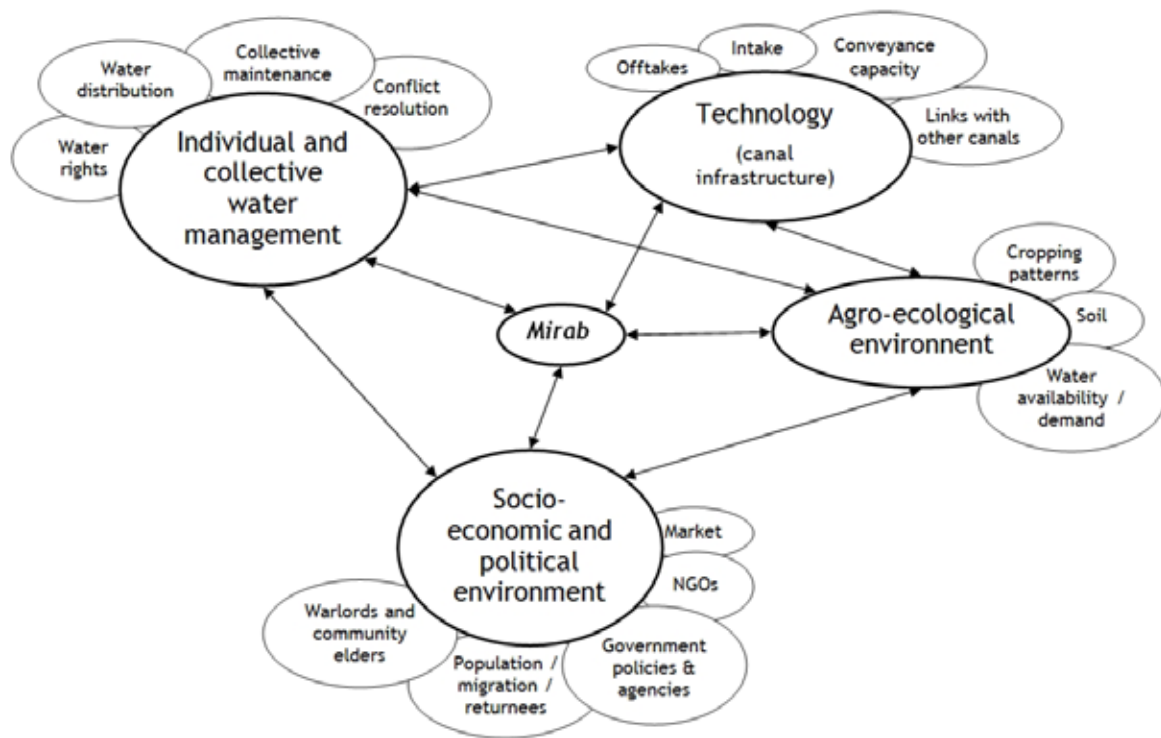 Water
distribution
Collective
maintenance
Conflict
resolution
Water
rights
Individual and
collective
water
management
Offtakes
Intake
Conveyance
capacity
Links with
other canals
Technology
(canal
infrastructure)
Cropping
patterns
Soil
Agro-ecological
environnent
Water
availability /
demand
Mirab
Socio-
economic and
political
environment
Market
NGOs
Government
policies &
agencies
Population /
migration /
returnees
Warlords and
community
elders